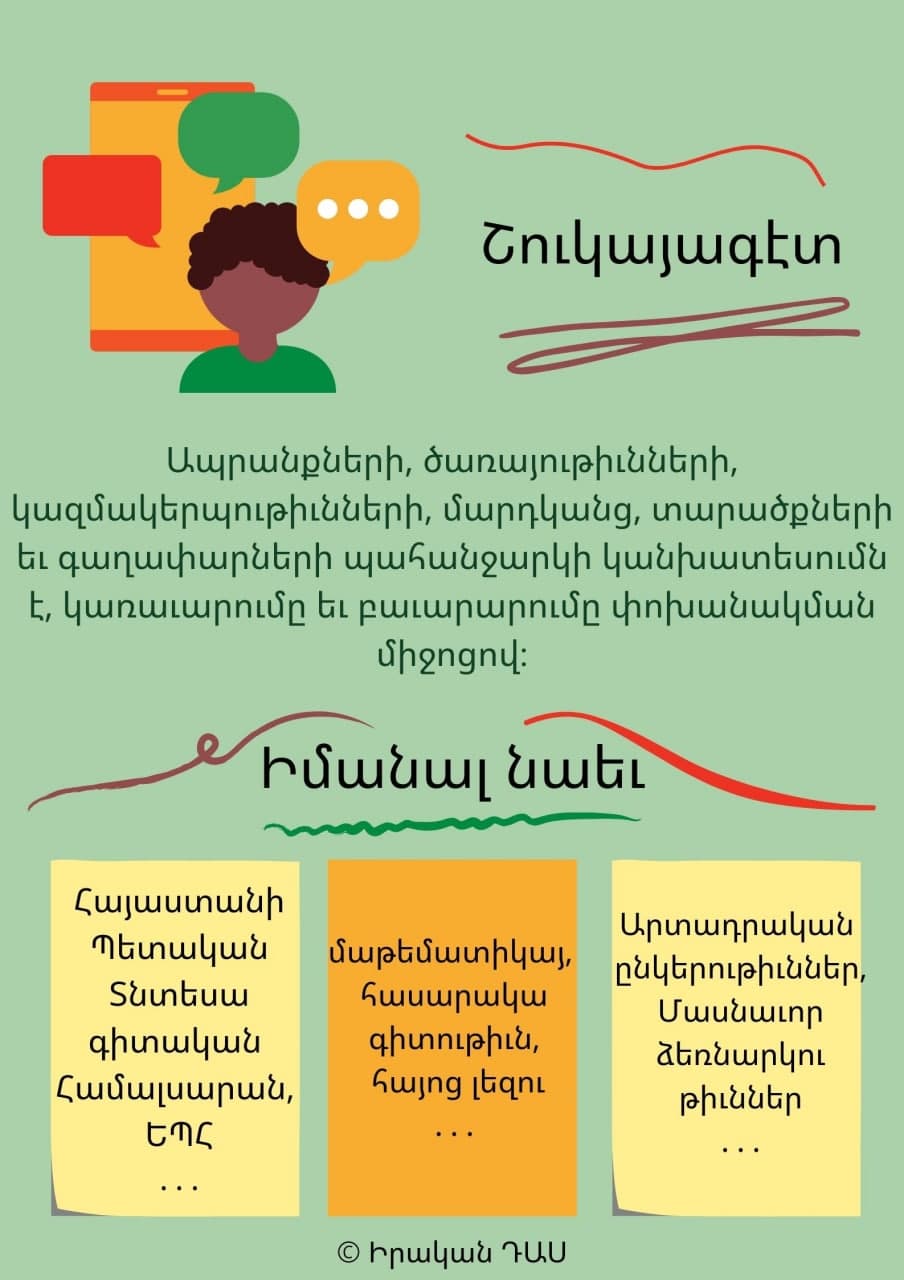 Շուկայագէտ
Ապրանքների, ծառայութիւնների,
կազմակերպութիւնների, մարդկանց, տարածքների
եւ գաղափարների պահանջարկի կանխատեսումն
է, կառաւարումը եւ բաւարարումը փոխանակման
միջոցով։
Իմանալ նաեւ
Հայաստանի
Պետական
Տնտեսա
գիտական
Համալսարան,
ԵՊՀ
. . .
մաթեմատիկայ,
հասարակա
գիտութիւն,
հայոց լեզու
. . .
Արտադրական
ընկերութիւններ,
Մասնաւոր
ձեռնարկու
թիւններ
. . .
© Իրական ԴԱՍ